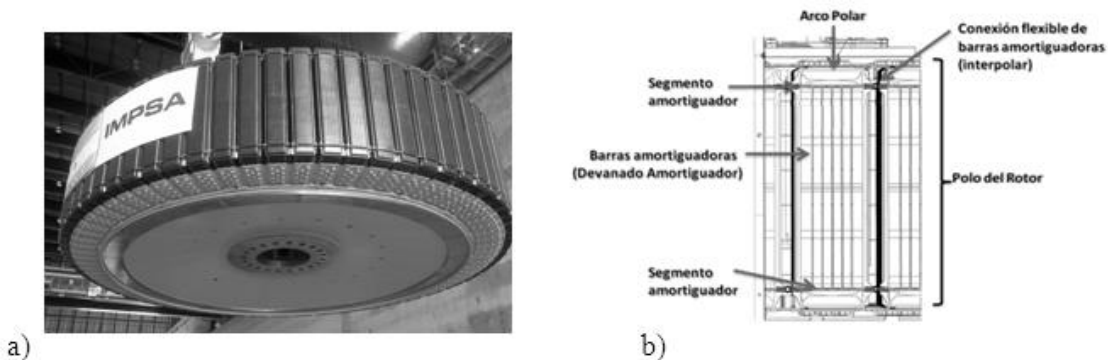 IMPSA
a)
Arco Polar
Conexión flexible de
barras amortiguadoras
(interpolar)
Segmento
amortiguador
Barras amortiguadoras
(Devanado Amortiguador)
Polo del Rotor
Segmento
amortiguador
b)